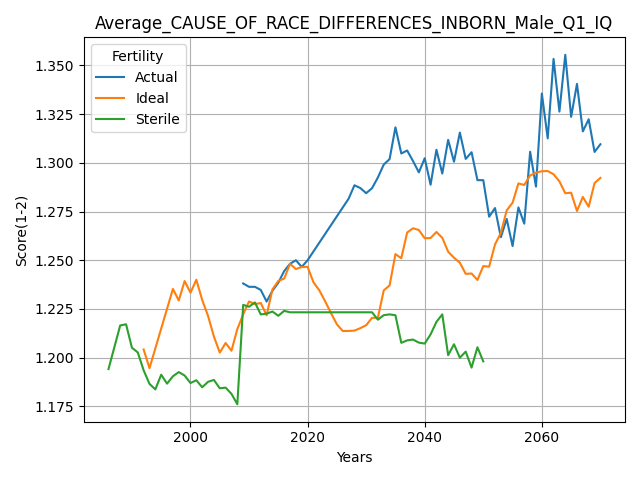 Average_CAUSE_OF_RACE_DIFFERENCES_INBORN_Male_Q1_IQ
Fertility
Actual
Ideal
Sterile
1.350
1.325
1.300
1.275
1.250
1.225
1.200
1.175
Score(1-2)
2000
2020
2040
2060
Years